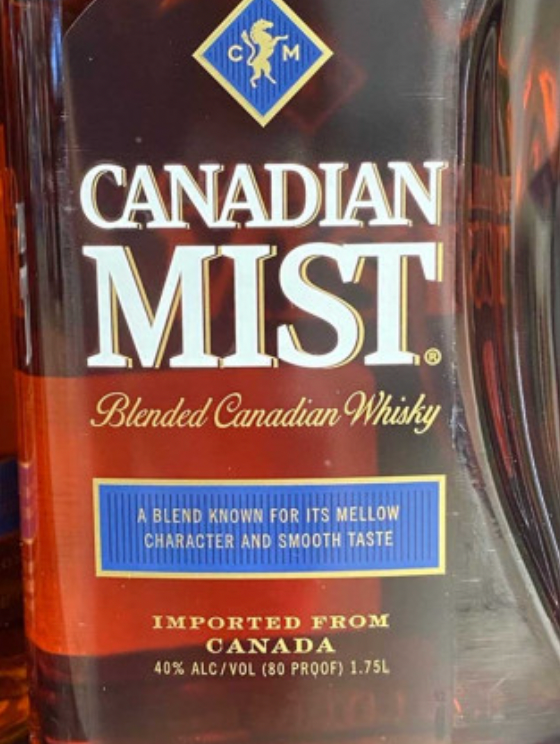 C M
CANADIAN
MIST®
Blended Canadian Whisky
A BLEND KNOWN FOR ITS MELLOW
CHARACTER AND SMOOTH TASTE
IMPORTED FROM
CANADA
40% ALC/VOL (80 PROOF) 1.75L